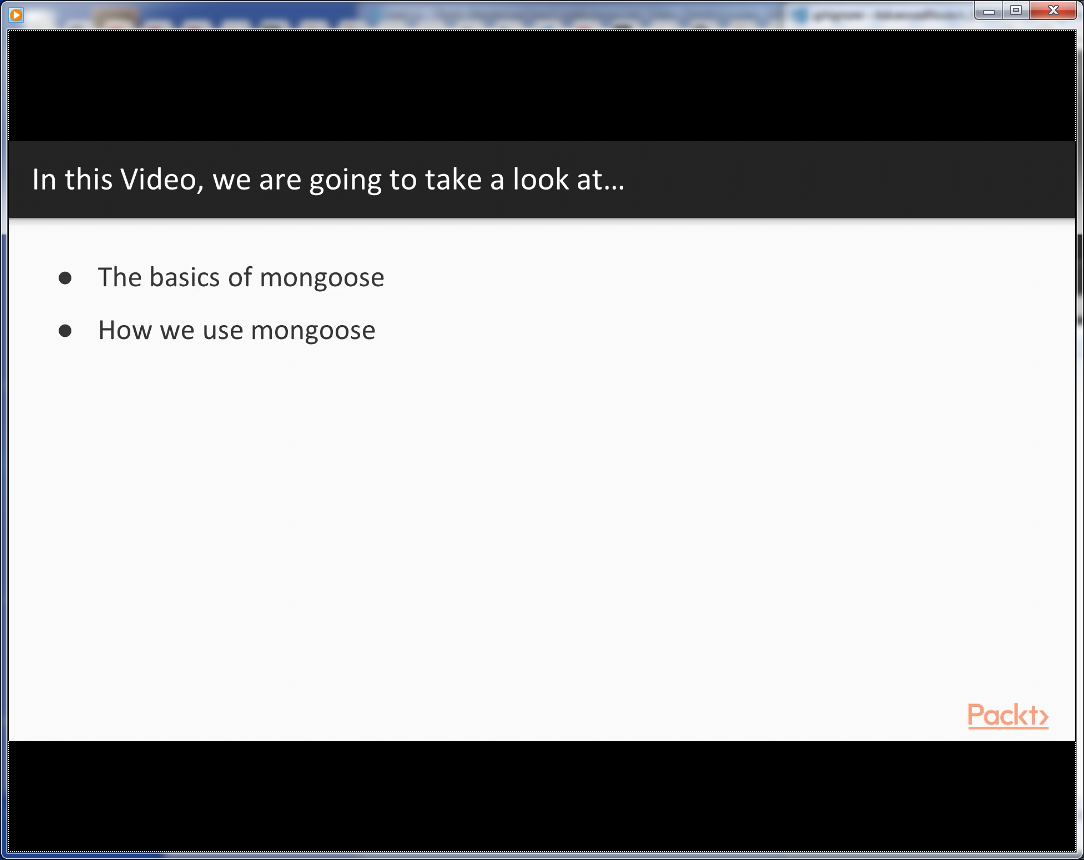 In this Video, we are going to take a look at...
● The basics of mongoose
● How we use mongoose
Packt>